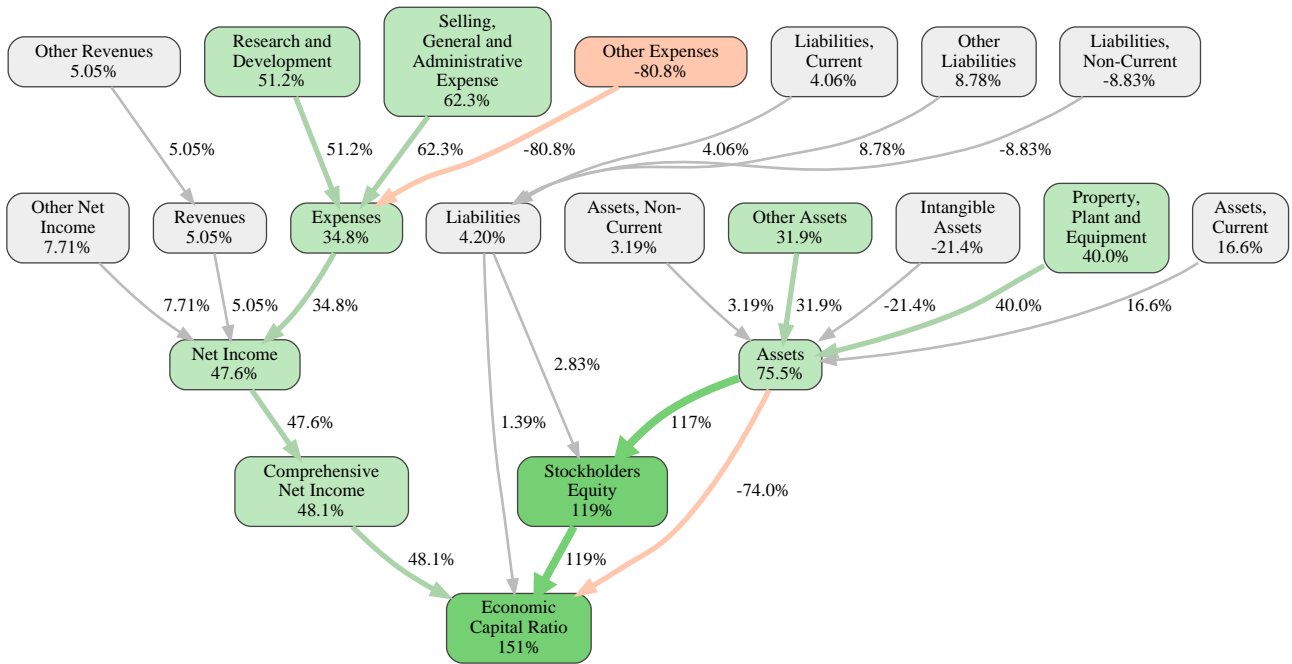 Other Revenues
5.05%
Research and
Development
51.2%
Selling,
General and
Administrative
Expense
62.3%
Other Expenses
-80.8%
Liabilities,
Current
4.06%
Other
Liabilities
8.78%
Liabilities,
Non-Current
-8.83%
5.05%
51.2%
62.3%
-80.8%
4.06%
8.78%
-8.83%
Other Net
Income
7.71%
Revenues
5.05%
Expenses
34.8%
Liabilities
4.20%
Assets, Non-
Current
3.19%
Other Assets
31.9%
Intangible
Assets
-21.4%
Property,
Plant and
Equipment
40.0%
Assets,
Current
16.6%
7.71%
5.05%
34.8%
3.19%
31.9%
-21.4%
40.0%
16.6%
Net Income
47.6%
2.83%
Assets
75.5%
47.6%
1.39%
117%
Comprehensive
Net Income
48.1%
Stockholders
Equity
119%
-74.0%
48.1%
119%
Economic
Capital Ratio
151%